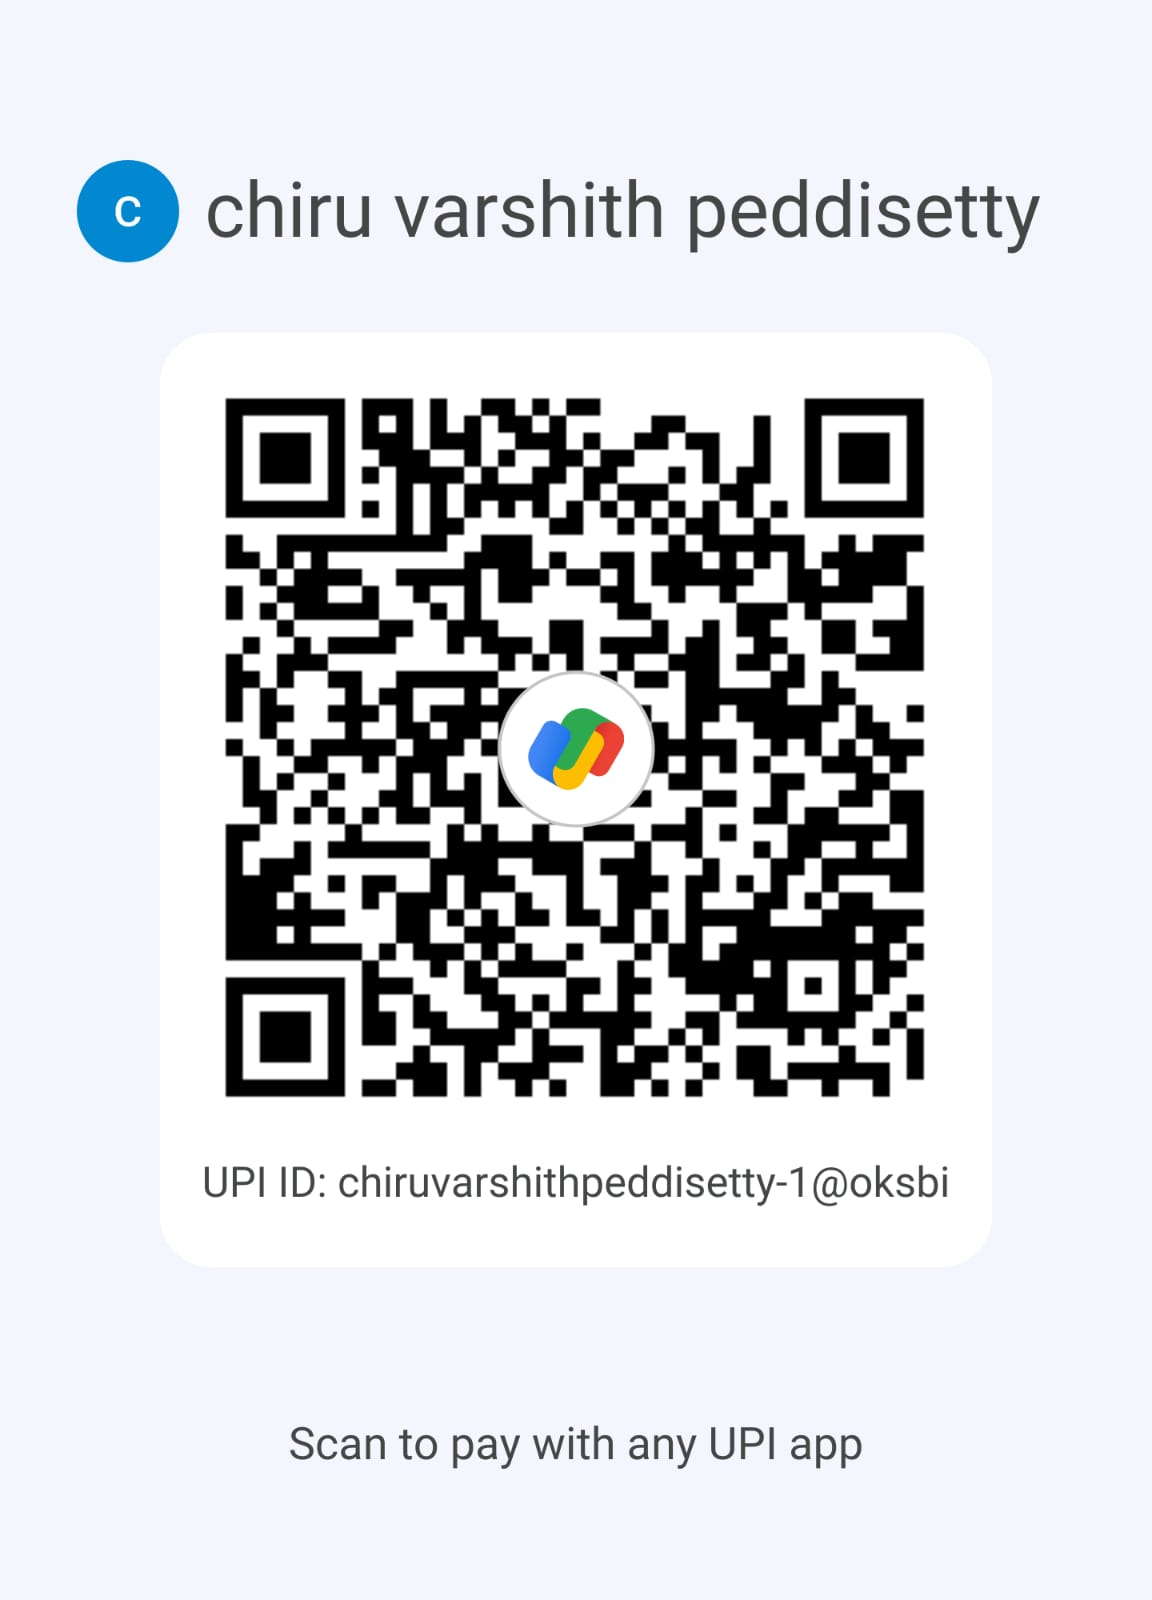 C
chiru varshith peddisetty
UPI ID: chiruvarshithpeddisetty-1@oksbi
Scan to pay with any UPI app